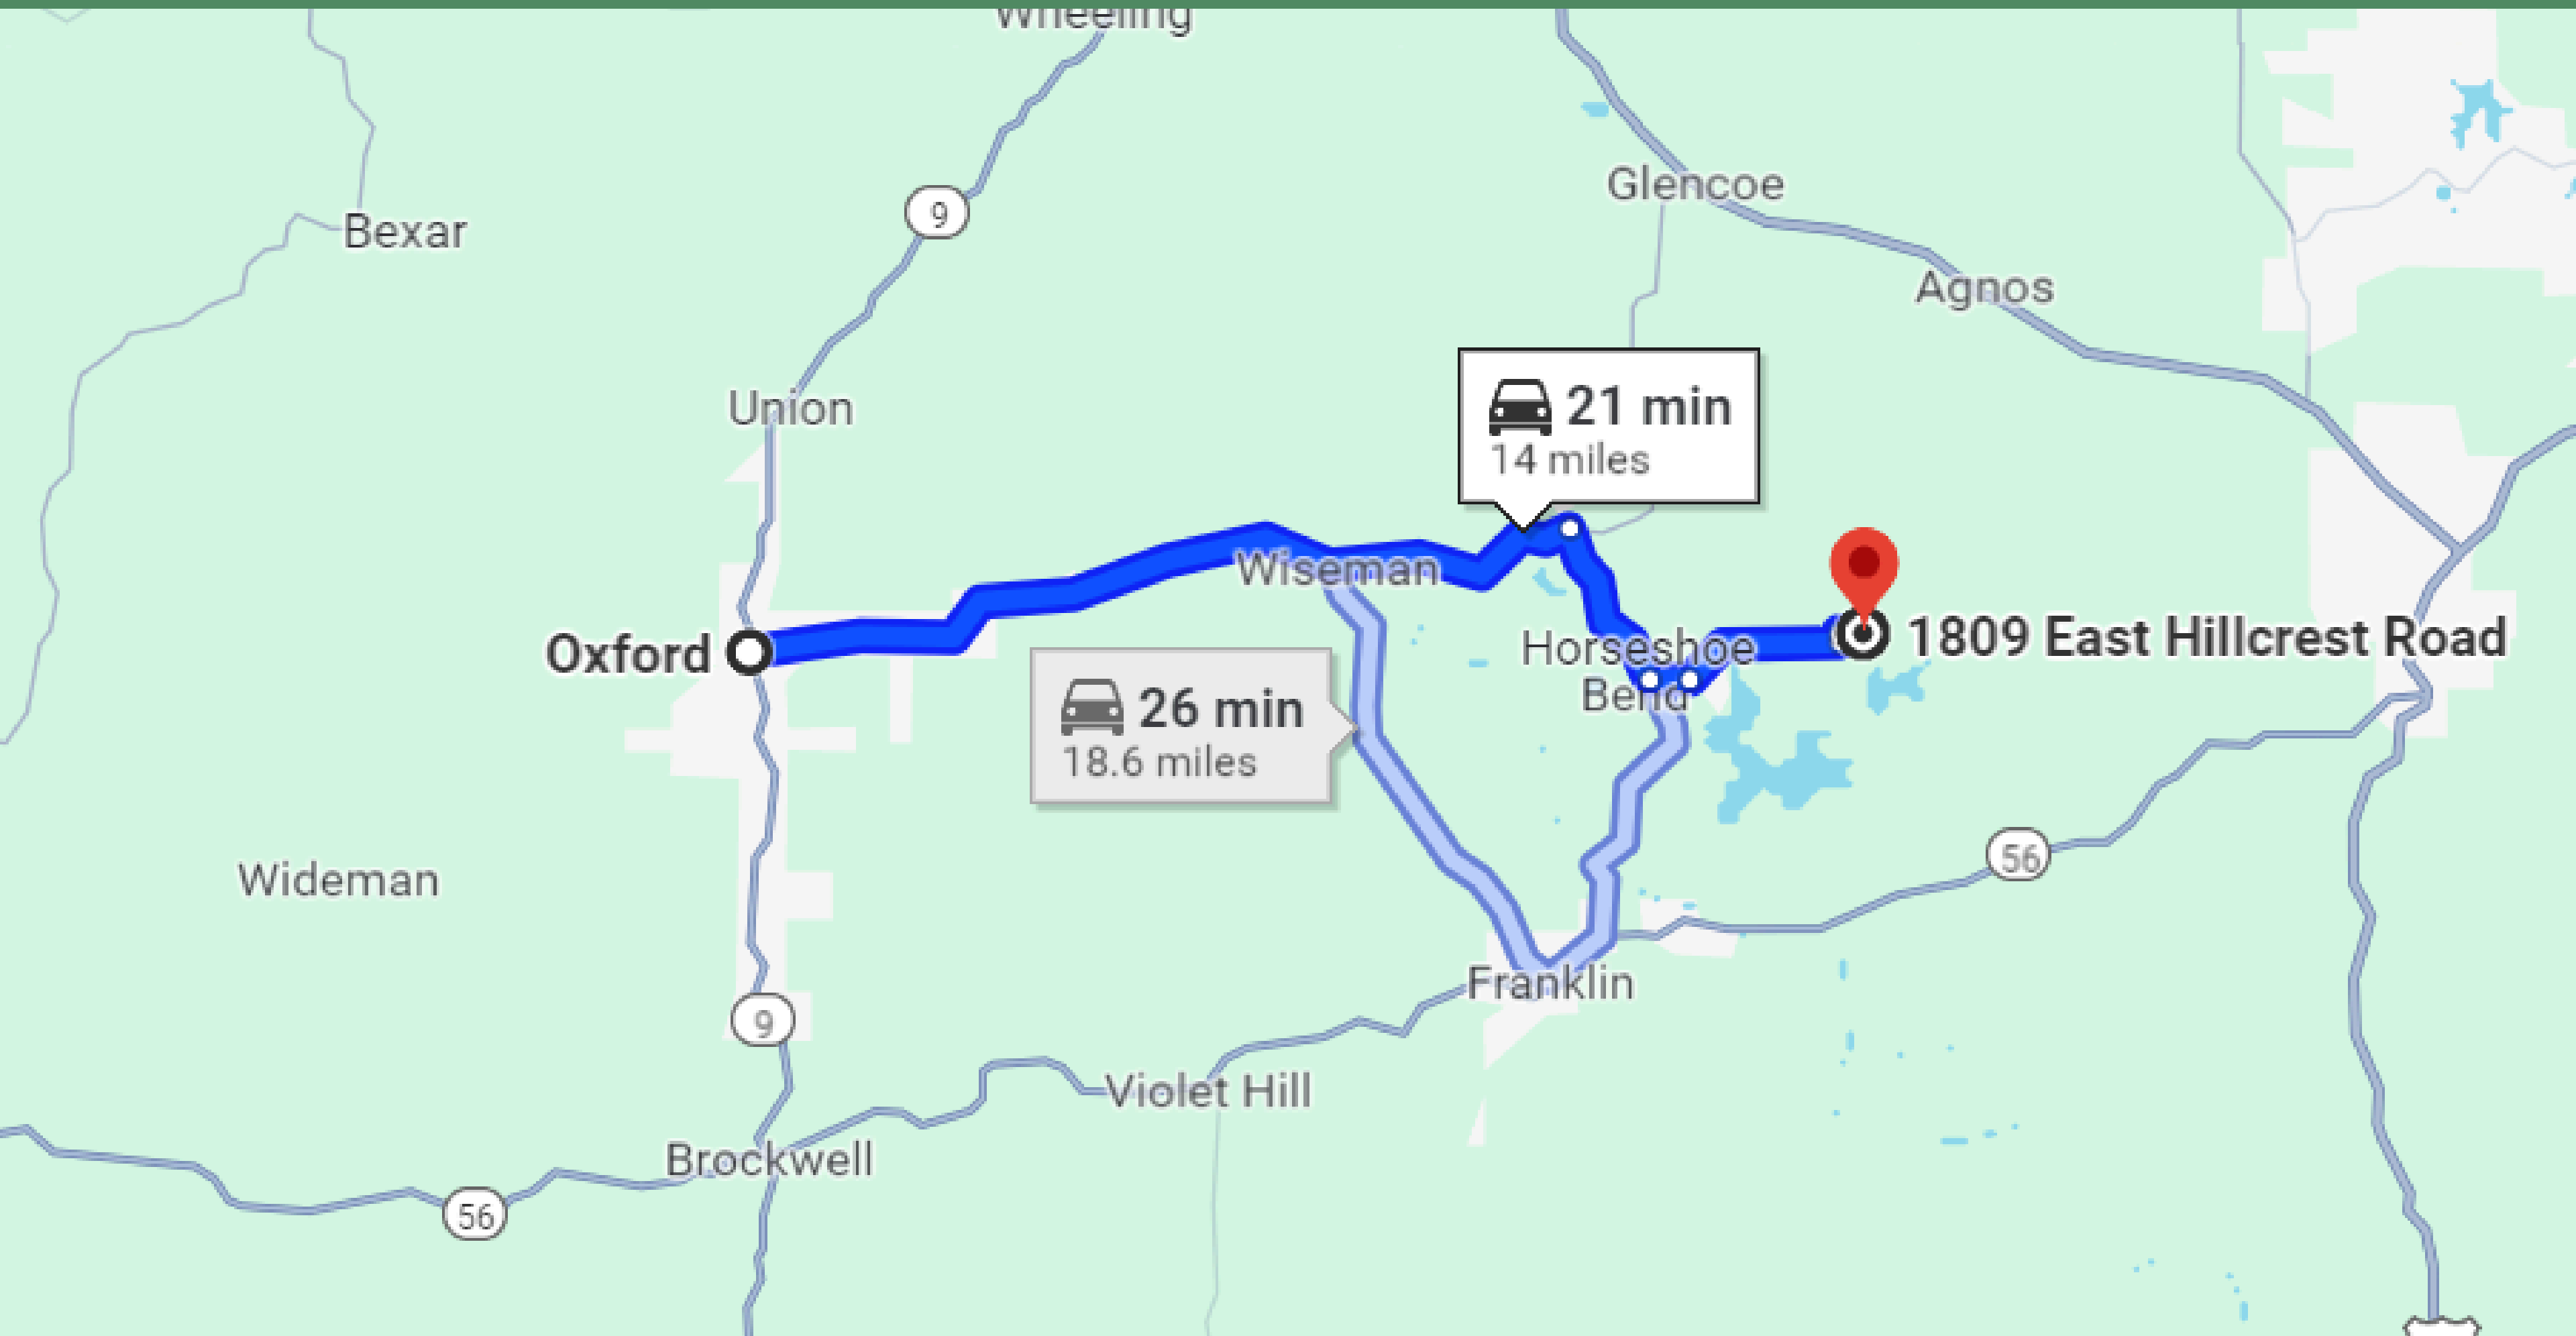 Wheeling
9
Glencoe
Bexar
Agnos
Union
21 min
14 miles
Wiseman
Oxford
1809 East Hillcrest Road
Horseshoe
Bend
26 min
18.6 miles
56
Wideman
Franklin
9
Violet Hill
Brockwell
56